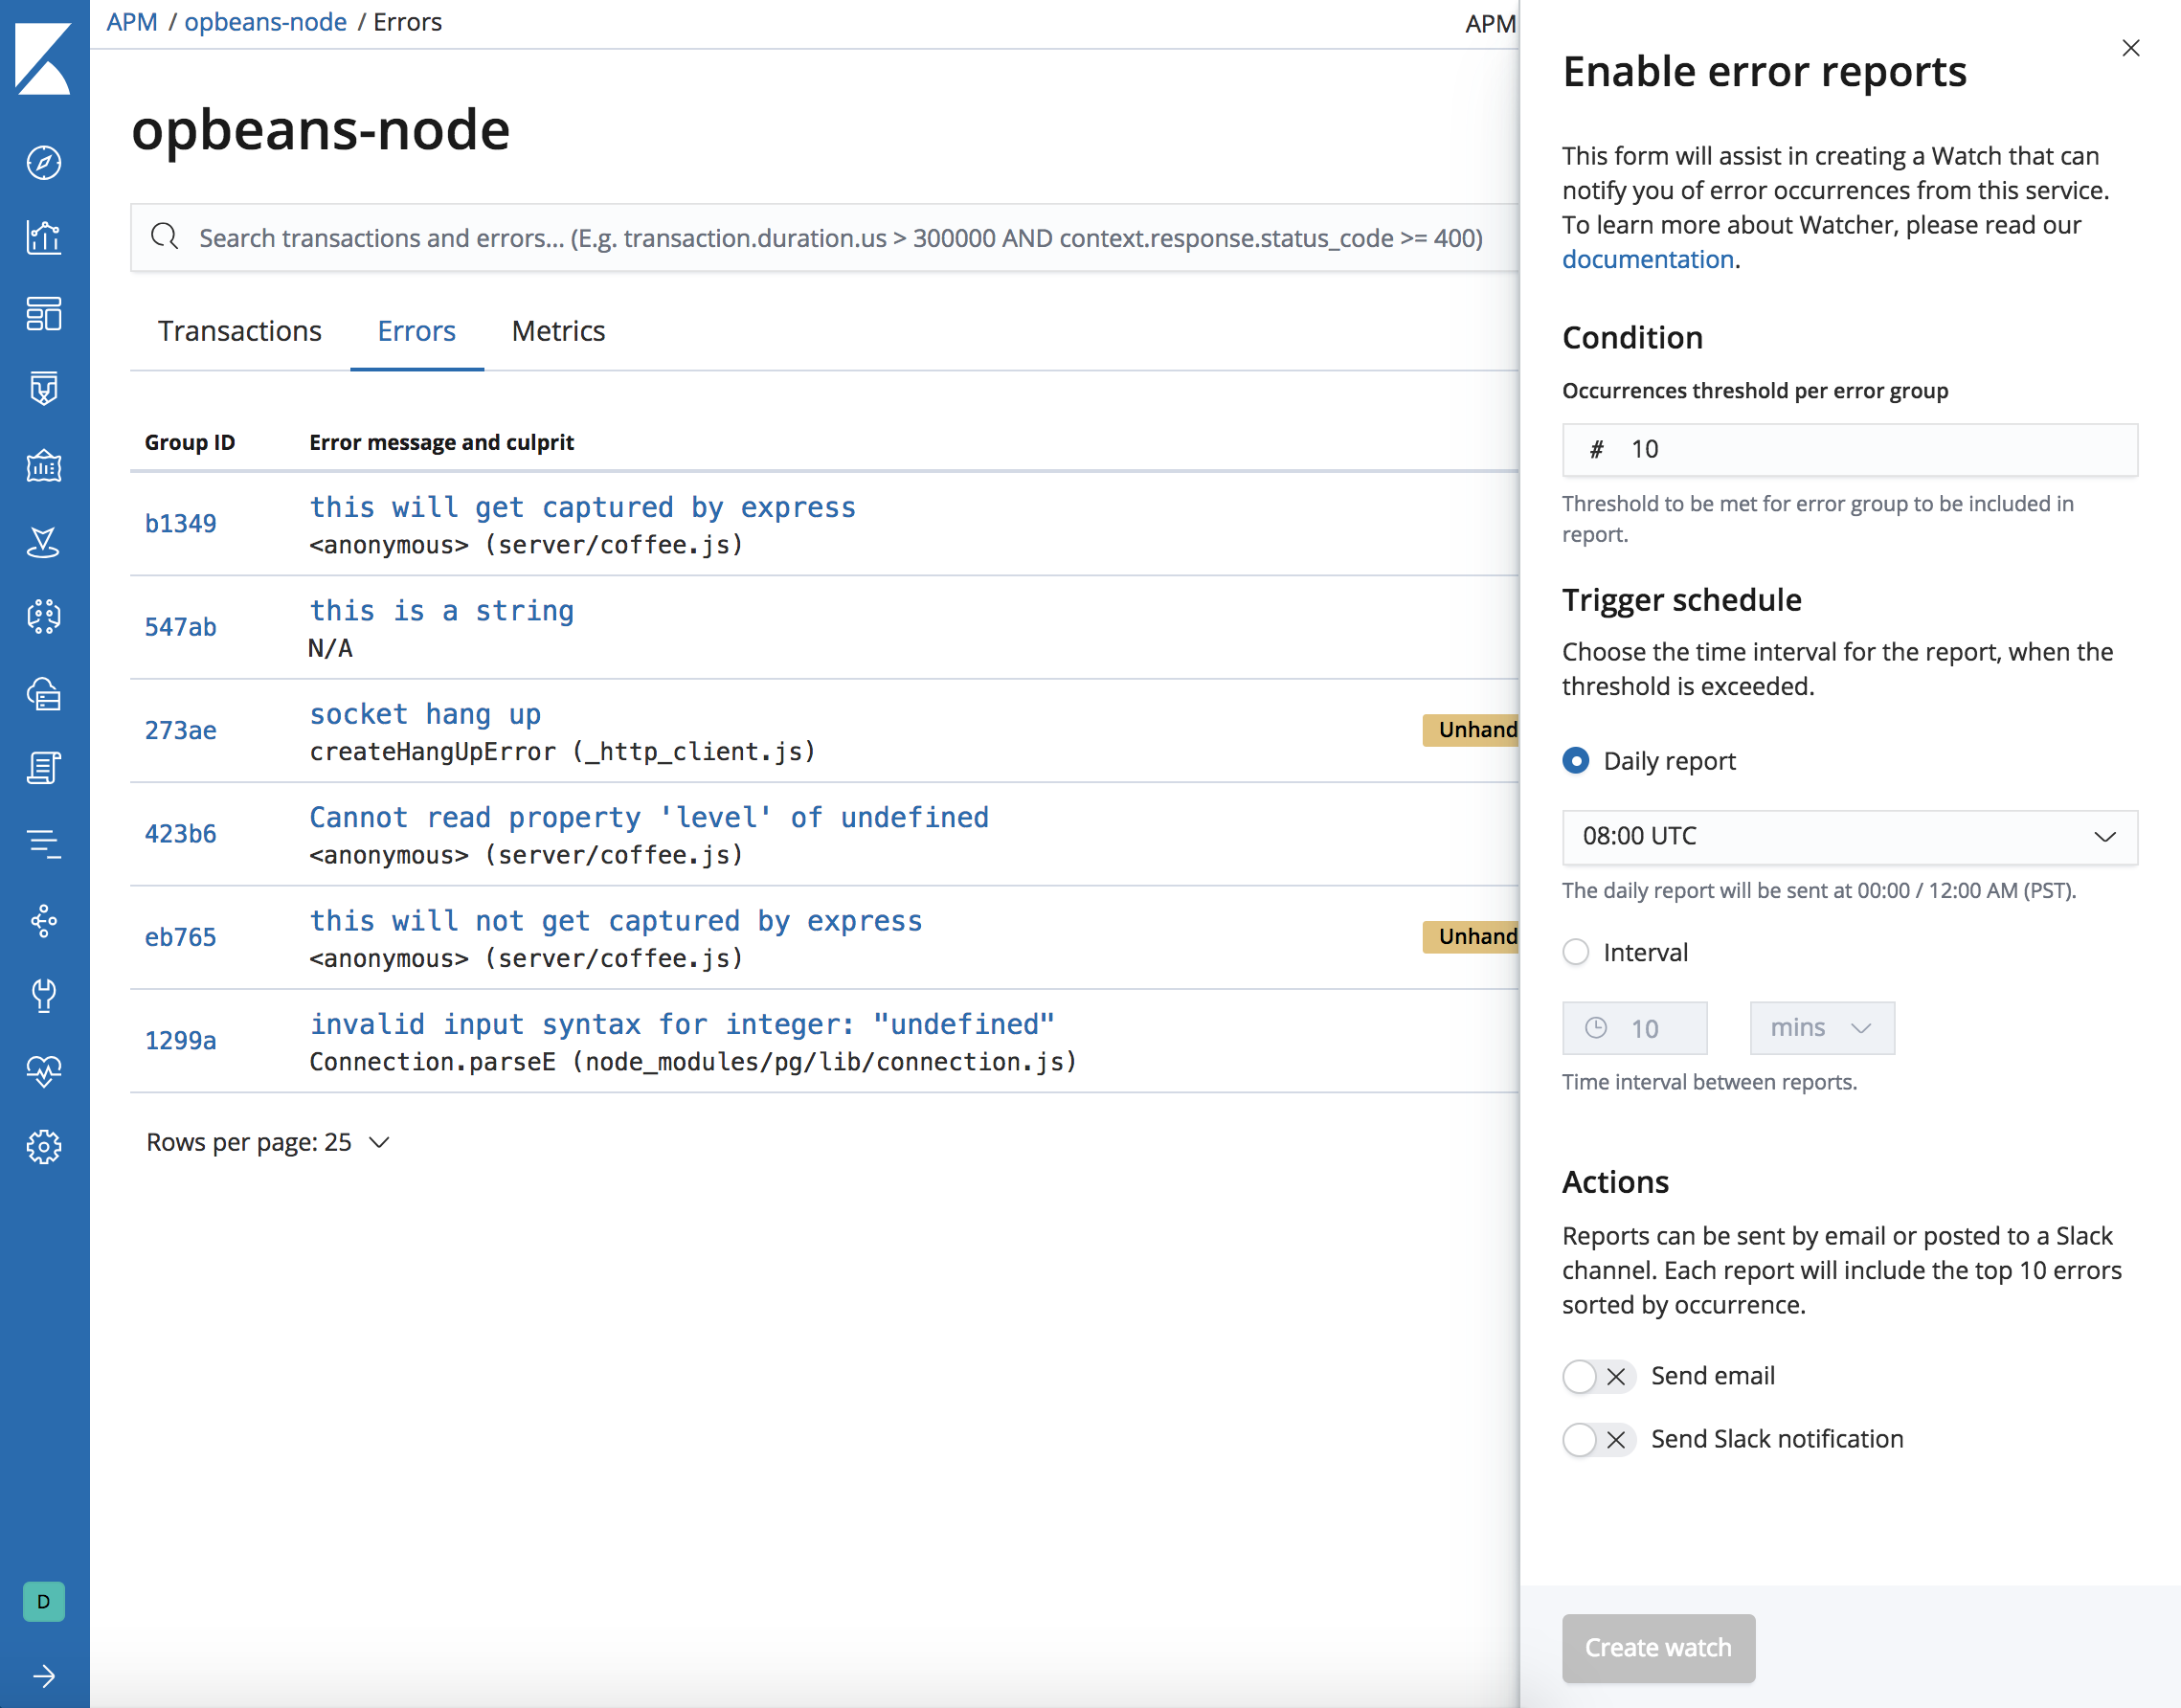 APM / opbeans-node / Errors
APM
opbeans-node
Search transactions and errors... (E.g. transaction.duration.us > 300000 AND context.response.status_code >= 400)
Transactions Errors Metrics
Group ID Error message and culprit
b1349 this will get captured by express
<anonymous> (server/coffee.js)
547ab this is a string
N/A
273ae socket hang up
createHangUpError (_http_client.js)
Unhand
423b6 Cannot read property 'level' of undefined
<anonymous> (server/coffee.js)
eb765 this will not get captured by express
<anonymous> (server/coffee.js)
Unhand
1299a invalid input syntax for integer: "undefined"
Connection.parseE (node_modules/pg/lib/connection.js)
Rows per page: 25
D
Enable error reports
This form will assist in creating a Watch that can
notify you of error occurrences from this service.
To learn more about Watcher, please read our
documentation.
Condition
Occurrences threshold per error group
# 10
Threshold to be met for error group to be included in
report.
Trigger schedule
Choose the time interval for the report, when the
threshold is exceeded.
Daily report
08:00 UTC
The daily report will be sent at 00:00 / 12:00 AM (PST).
Interval
10 mins
Time interval between reports.
Actions
Reports can be sent by email or posted to a Slack
channel. Each report will include the top 10 errors
sorted by occurrence.
Send email
Send Slack notification
Create watch